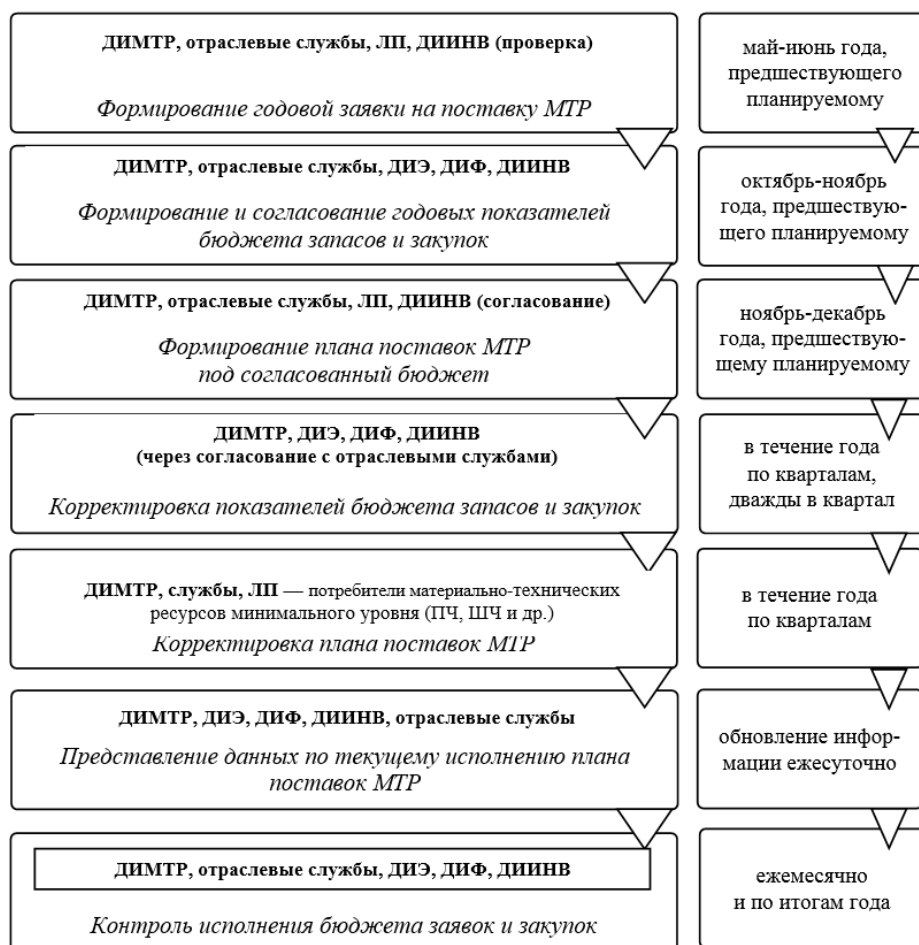 ДИМТР, отраслевые службы, ЛП, ДИИНВ (проверка)
Формирование годовой заявки на поставку МТР
май-июнь года,
предшествующего
планируемому
ДИМТР, отраслевые службы, ДИЭ, ДИФ, ДИИНВ
Формирование и согласование годовых показателей
бюджета запасов и закупок
октябрь-ноябрь
года, предшествую-
щего планируемому
ДИМТР, отраслевые службы, ЛП, ДИИНВ (согласование)
Формирование плана поставок МТР
под согласованный бюджет
ноябрь-декабрь
года, предшествую-
щему планируемому
ДИМТР, ДИЭ, ДИФ, ДИИНВ
(через согласование с отраслевыми службами)
Корректировка показателей бюджета запасов и закупок
в течение года
по кварталам,
дважды в квартал
ДИМТР, службы, ЛП — потребители материально-технических
ресурсов минимального уровня (ПЧ, ШЧ и др.)
Корректировка плана поставок МТР
в течение года
по кварталам
ДИМТР, ДИЭ, ДИФ, ДИИНВ, отраслевые службы
Представление данных по текущему исполнению плана
поставок МТР
обновление инфор-
мации ежесуточно
ДИМТР, отраслевые службы, ДИЭ, ДИФ, ДИИНВ
Контроль исполнения бюджета заявок и закупок
ежемесячно
и по итогам года